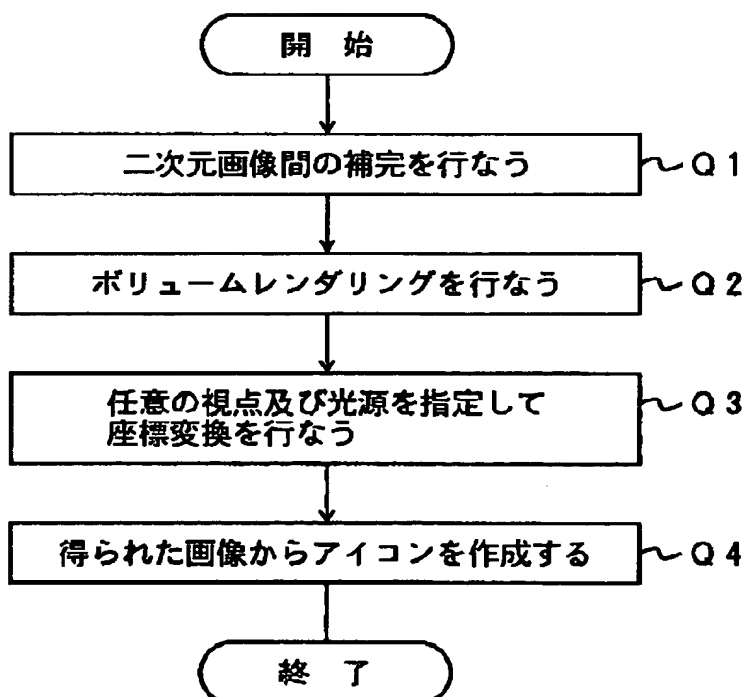 開 始
二次元画像間の補完を行なう
Q1
ボリュームレンダリングを行なう
Q2
任意の視点及び光源を指定して
座標変換を行なう
Q3
得られた画像からアイコンを作成する
Q4
終 了